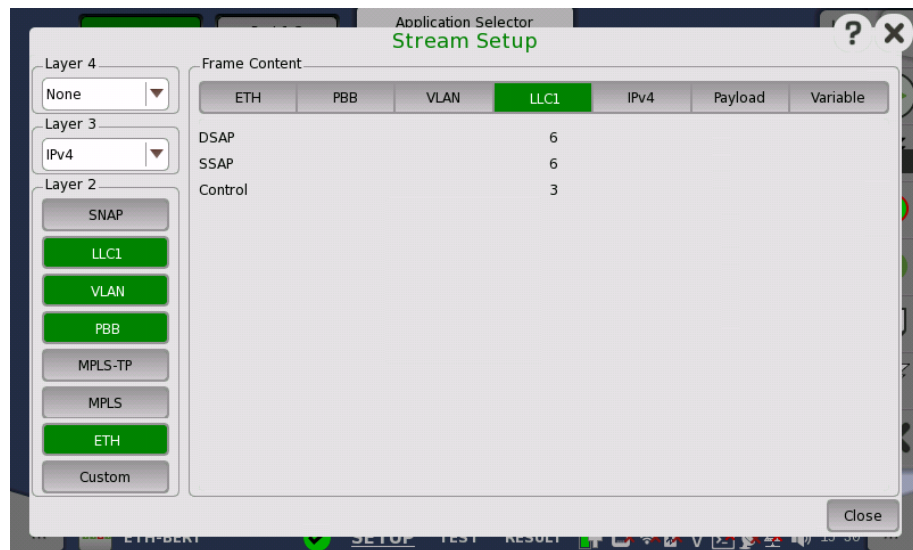 Application Selector
Stream Setup
?
Layer 4
None
Layer 3
IPv4
Layer 2
SNAP
LLC1
VLAN
PBB
MPLS-TP
MPLS
ETH
Custom
Frame Content
ETH PBB VLAN LLC1 IPv4 Payload Variable
DSAP 6
SSAP 6
Control 3
Close
ETH-BERT SETUP TEST RESULT